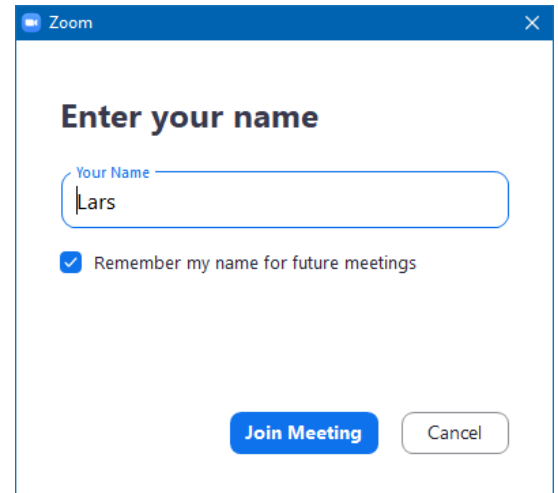 Zoom
Enter your name
Your Name
Lars
Remember my name for future meetings
Join Meeting
Cancel